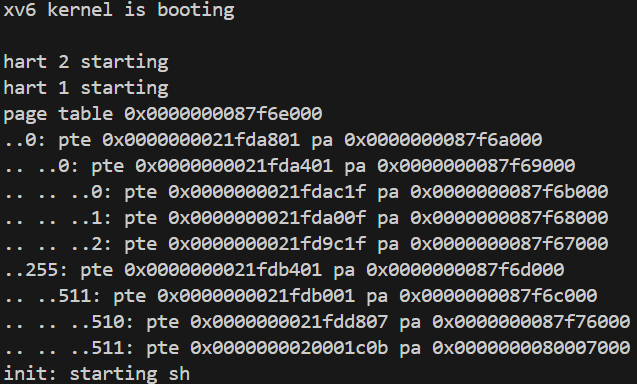 xv6 kernel is booting

hart 2 starting
hart 1 starting
page table 0x0000000087f6e000
..0: pte 0x0000000021fda801 pa 0x0000000087f6a000
.. ..0: pte 0x0000000021fda401 pa 0x0000000087f69000
.. .. ..0: pte 0x0000000021fdac1f pa 0x0000000087f6b000
.. .. ..1: pte 0x0000000021fda00f pa 0x0000000087f68000
.. .. ..2: pte 0x0000000021fd9c1f pa 0x0000000087f67000
..255: pte 0x0000000021fdb401 pa 0x0000000087f6d000
.. ..511: pte 0x0000000021fdb001 pa 0x0000000087f6c000
.. .. ..510: pte 0x0000000021fdd807 pa 0x0000000087f76000
.. .. ..511: pte 0x0000000020001c0b pa 0x0000000080007000
init: starting sh